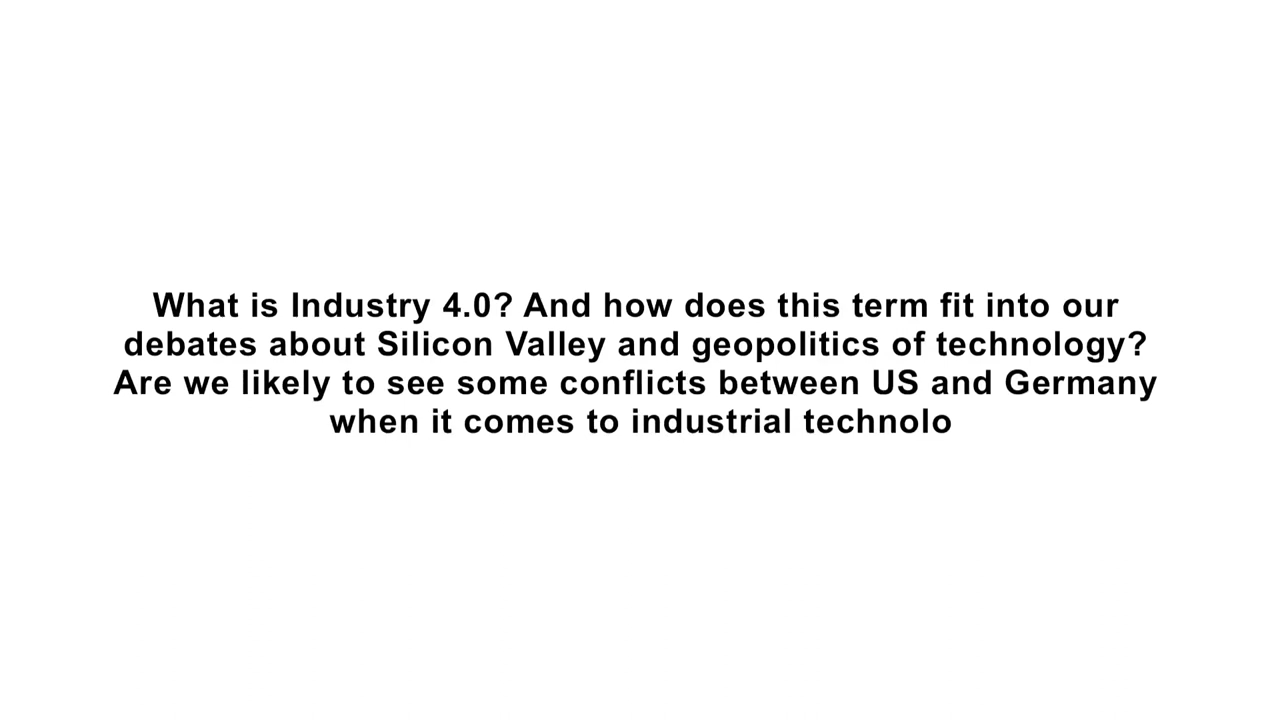 What is Industry 4.0? And how does this term fit into our
debates about Silicon Valley and geopolitics of technology?
Are we likely to see some conflicts between US and Germany
when it comes to industrial technolo